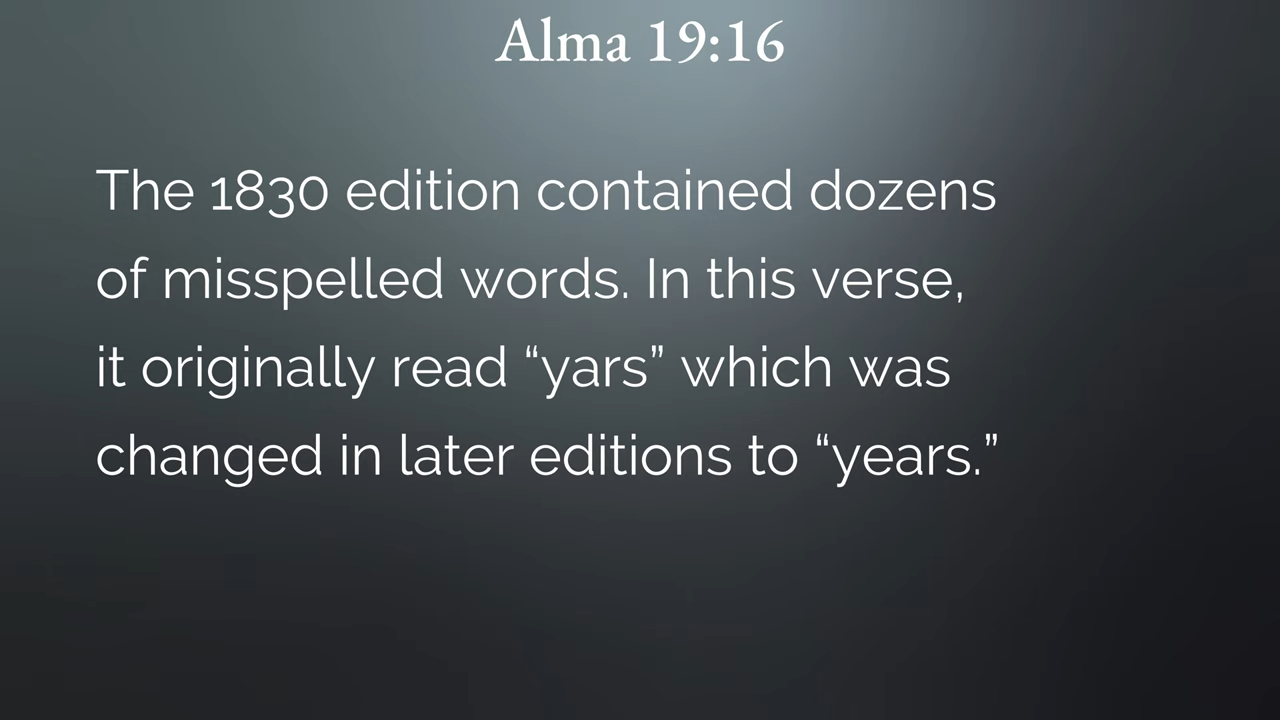 Alma 19:16
The 1830 edition contained dozens
of misspelled words. In this verse,
it originally read “yars” which was
changed in later editions to “years.”